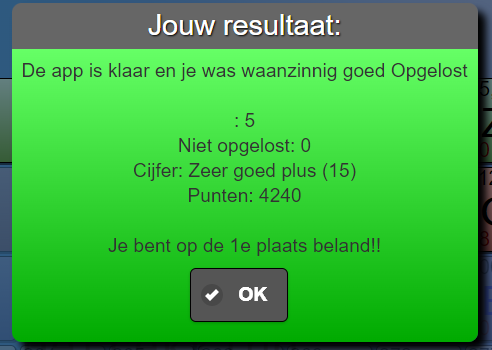 Jouw resultaat:
De app is klaar en je was waanzinnig goed Opgelost
: 5
Niet opgelost: 0
Cijfer: Zeer goed plus (15)
Punten: 4240
Je bent op de 1e plaats beland!!
OK